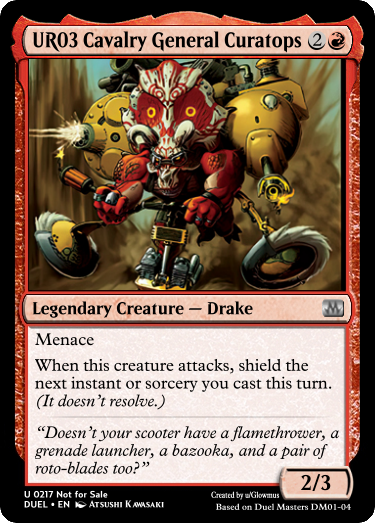 UR03 Cavalry General Curatops 2
Legendary Creature — Drake
Menace
When this creature attacks, shield the
next instant or sorcery you cast this turn.
(It doesn't resolve.)
“Doesn't your scooter have a flamethrower, a
grenade launcher, a bazooka, and a pair of
roto-blades too?”
2/3
U 0217 Not for Sale
DUEL • EN Atsushi Kawasaki
Created by u/Glowmus
Based on Duel Masters DM01-04